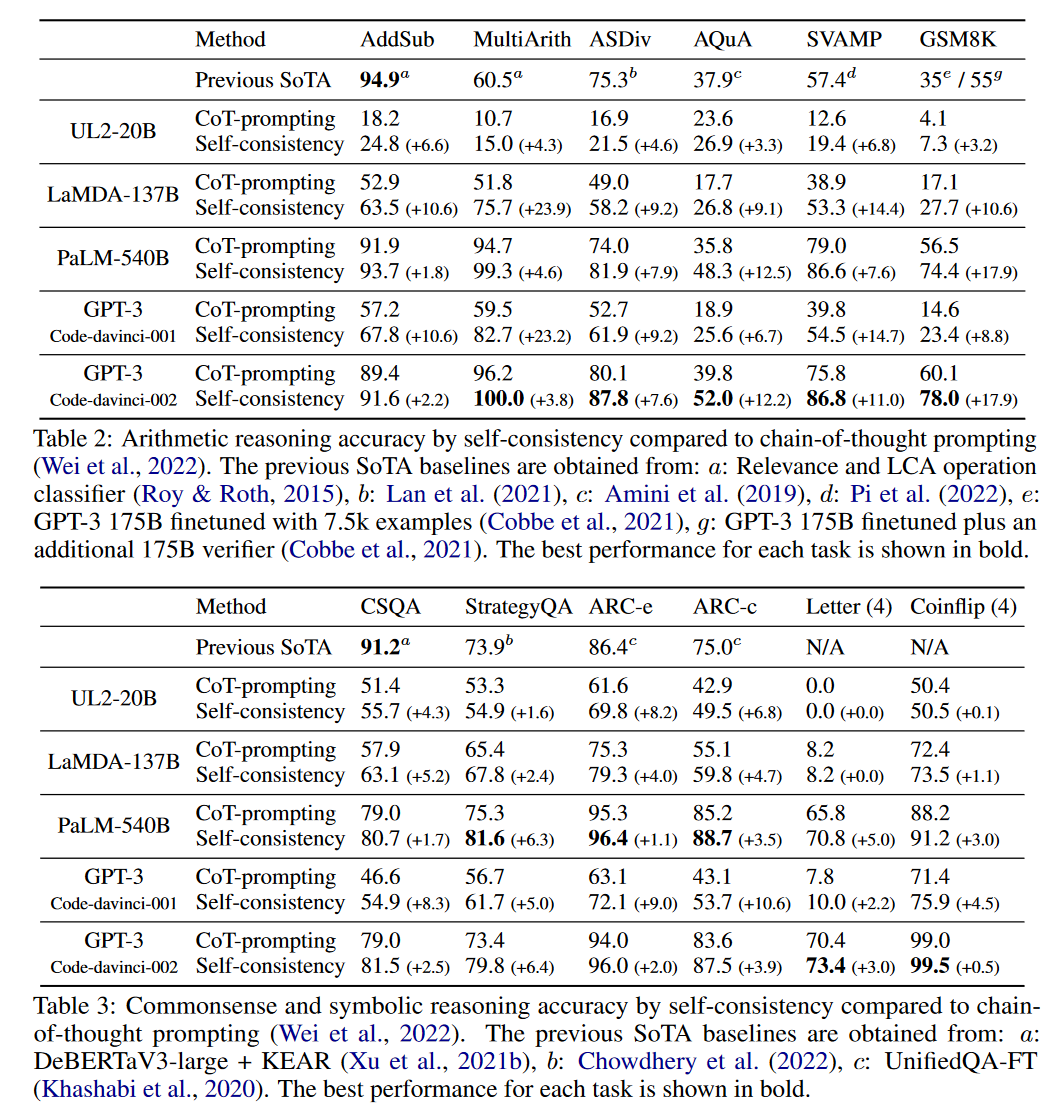 Method AddSub MultiArith ASDiv AQuA SVAMP GSM8K
Previous SoTA 94.9a 60.5a 75.3b 37.9c 57.4d 35e / 55g
UL2-20B
CoT-prompting 18.2 10.7 16.9 23.6 12.6 4.1
Self-consistency 24.8 (+6.6) 15.0 (+4.3) 21.5 (+4.6) 26.9 (+3.3) 19.4 (+6.8) 7.3 (+3.2)
LaMDA-137B
CoT-prompting 52.9 51.8 49.0 17.7 38.9 17.1
Self-consistency 63.5 (+10.6) 75.7 (+23.9) 58.2 (+9.2) 26.8 (+9.1) 53.3 (+14.4) 27.7 (+10.6)
PaLM-540B
CoT-prompting 91.9 94.7 74.0 35.8 79.0 56.5
Self-consistency 93.7 (+1.8) 99.3 (+4.6) 81.9 (+7.9) 48.3 (+12.5) 86.6 (+7.6) 74.4 (+17.9)
GPT-3 CoT-prompting 57.2 59.5 52.7 18.9 39.8 14.6
Code-davinci-001 Self-consistency 67.8 (+10.6) 82.7 (+23.2) 61.9 (+9.2) 25.6 (+6.7) 54.5 (+14.7) 23.4 (+8.8)
GPT-3 CoT-prompting 89.4 96.2 80.1 39.8 75.8 60.1
Code-davinci-002 Self-consistency 91.6 (+2.2) 100.0 (+3.8) 87.8 (+7.6) 52.0 (+12.2) 86.8 (+11.0) 78.0 (+17.9)
Table 2: Arithmetic reasoning accuracy by self-consistency compared to chain-of-thought prompting
(Wei et al., 2022). The previous SoTA baselines are obtained from: a: Relevance and LCA operation
classifier (Roy & Roth, 2015), b: Lan et al. (2021), c: Amini et al. (2019), d: Pi et al. (2022), e:
GPT-3 175B finetuned with 7.5k examples (Cobbe et al., 2021), g: GPT-3 175B finetuned plus an
additional 175B verifier (Cobbe et al., 2021). The best performance for each task is shown in bold.
Method CSQA StrategyQA ARC-e ARC-c Letter (4) Coinflip (4)
Previous SoTA 91.2a 73.9b 86.4c 75.0c N/A N/A
UL2-20B
CoT-prompting 51.4 53.3 61.6 42.9 0.0 50.4
Self-consistency 55.7 (+4.3) 54.9 (+1.6) 69.8 (+8.2) 49.5 (+6.8) 0.0 (+0.0) 50.5 (+0.1)
LaMDA-137B
CoT-prompting 57.9 65.4 75.3 55.1 8.2 72.4
Self-consistency 63.1 (+5.2) 67.8 (+2.4) 79.3 (+4.0) 59.8 (+4.7) 8.2 (+0.0) 73.5 (+1.1)
PaLM-540B
CoT-prompting 79.0 75.3 95.3 85.2 65.8 88.2
Self-consistency 80.7 (+1.7) 81.6 (+6.3) 96.4 (+1.1) 88.7 (+3.5) 70.8 (+5.0) 91.2 (+3.0)
GPT-3 CoT-prompting 46.6 56.7 63.1 43.1 7.8 71.4
Code-davinci-001 Self-consistency 54.9 (+8.3) 61.7 (+5.0) 72.1 (+9.0) 53.7 (+10.6) 10.0 (+2.2) 75.9 (+4.5)
GPT-3 CoT-prompting 79.0 73.4 94.0 83.6 70.4 99.0
Code-davinci-002 Self-consistency 81.5 (+2.5) 79.8 (+6.4) 96.0 (+2.0) 87.5 (+3.9) 73.4 (+3.0) 99.5 (+0.5)
Table 3: Commonsense and symbolic reasoning accuracy by self-consistency compared to chain-
of-thought prompting (Wei et al., 2022). The previous SoTA baselines are obtained from: a:
DeBERTaV3-large + KEAR (Xu et al., 2021b), b: Chowdhery et al. (2022), c: UnifiedQA-FT
(Khashabi et al., 2020). The best performance for each task is shown in bold.